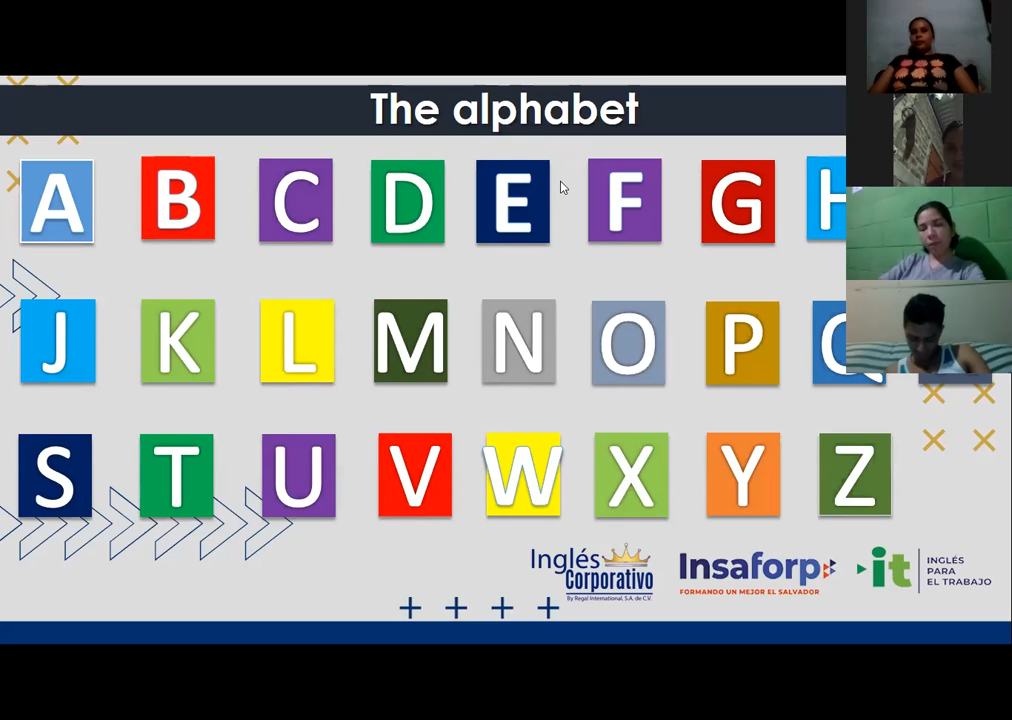 The alphabet
A B C D E F G H
J K L M N O P Q
S T U V W X Y Z
Inglés
Corporativo
By Regal International, S.A. de C.V.
Insaforp
FORMANDO UN MEJOR EL SALVADOR
it
INGLÉS
PARA
EL TRABAJO